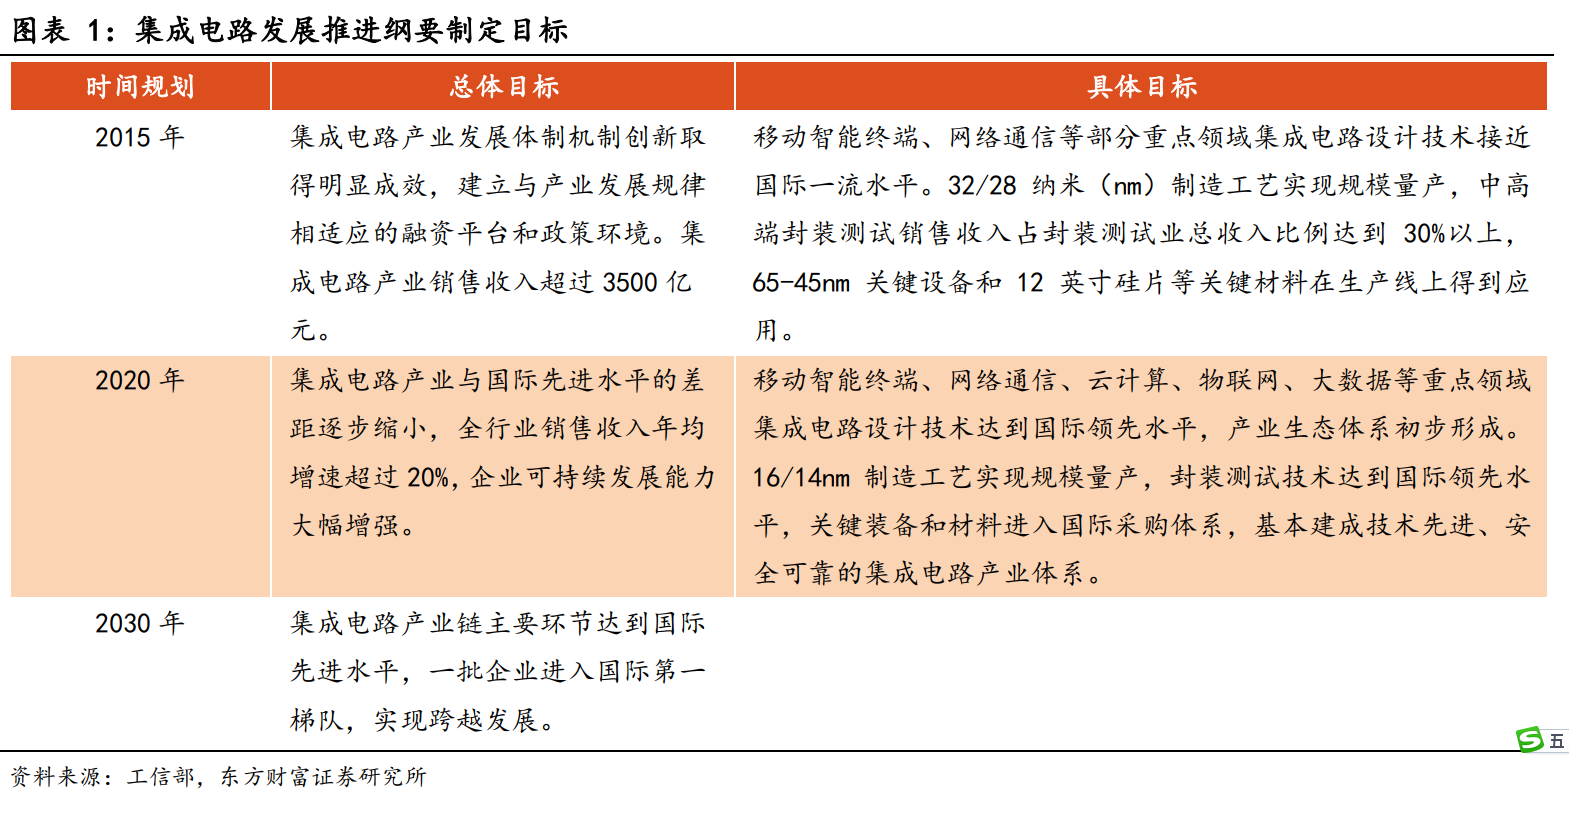 图表 1：集成电路发展推进纲要制定目标
时间规划 总体目标 具体目标
2015 年
集成电路产业发展体制机制创新取
得明显成效，建立与产业发展规律
相适应的融资平台和政策环境。集
成电路产业销售收入超过 3500 亿
元。
移动智能终端、网络通信等部分重点领域集成电路设计技术接近
国际一流水平。32/28 纳米（nm）制造工艺实现规模量产，中高
端封装测试销售收入占封装测试业总收入比例达到 30%以上，
65-45nm 关键设备和 12 英寸硅片等关键材料在生产线上得到应
用。
2020 年
集成电路产业与国际先进水平的差
距逐步缩小，全行业销售收入年均
增速超过 20%，企业可持续发展能力
大幅增强。
移动智能终端、网络通信、云计算、物联网、大数据等重点领域
集成电路设计技术达到国际领先水平，产业生态体系初步形成。
16/14nm 制造工艺实现规模量产，封装测试技术达到国际领先水
平，关键装备和材料进入国际采购体系，基本建成技术先进、安
全可靠的集成电路产业体系。
2030 年
集成电路产业链主要环节达到国际
先进水平，一批企业进入国际第一
梯队，实现跨越发展。
五
资料来源：工信部，东方财富证券研究所